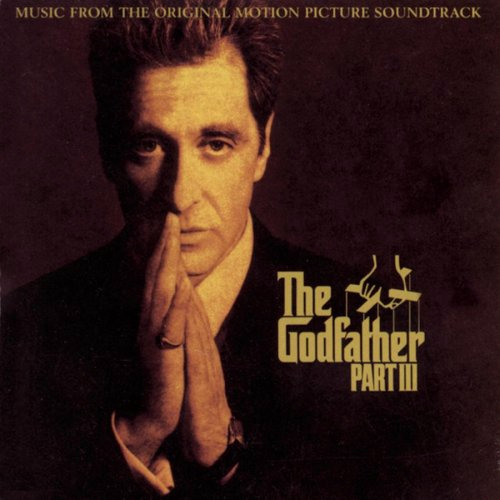 MUSIC FROM THE ORIGINAL MOTION PICTURE SOUNDTRACK
The
Godfather
PART III